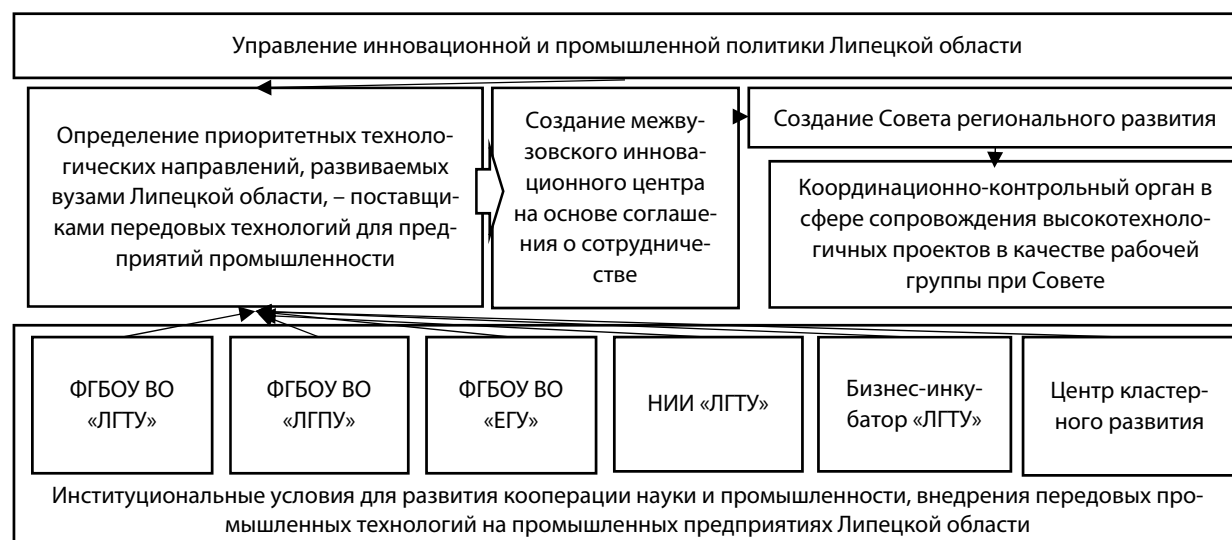 Управление инновационной и промышленной политики Липецкой области
Определение приоритетных техноло-
гических направлений, развиваемых
вузами Липецкой области, – поставщи-
ками передовых технологий для пред-
приятий промышленности
Создание межву-
зовского иннова-
ционного центра
на основе соглаше-
ния о сотрудниче-
стве
Создание Совета регионального развития
Координационно-контрольный орган в
сфере сопровождения высокотехноло-
гичных проектов в качестве рабочей
группы при Совете
ФГБОУ ВО
«ЛГТУ»
ФГБОУ ВО
«ЛГПУ»
ФГБОУ ВО
«ЕГУ»
НИИ «ЛГТУ»
Бизнес-инку-
батор «ЛГТУ»
Центр кластер-
ного развития
Институциональные условия для развития кооперации науки и промышленности, внедрения передовых про-
мышленных технологий на промышленных предприятиях Липецкой области